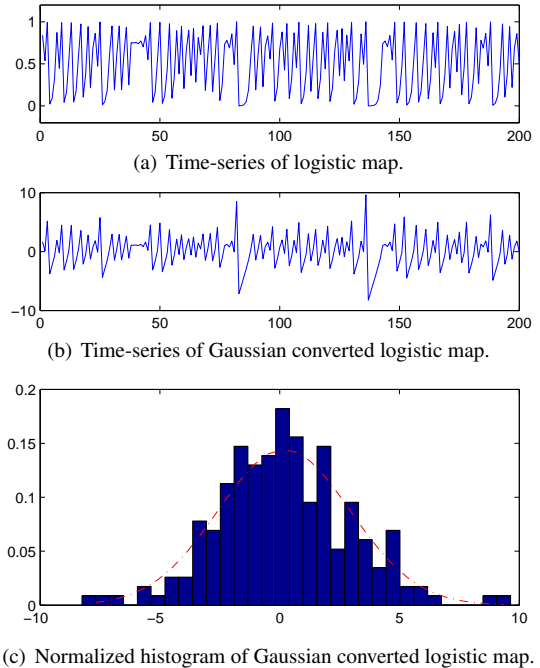 1
0.5
0
0 50 100 150 200
(a) Time-series of logistic map.
10
0
−10
0 50 100 150 200
(b) Time-series of Gaussian converted logistic map.
0.2
0.15
0.1
0.05
0
−10 −5 0 5 10
(c) Normalized histogram of Gaussian converted logistic map.